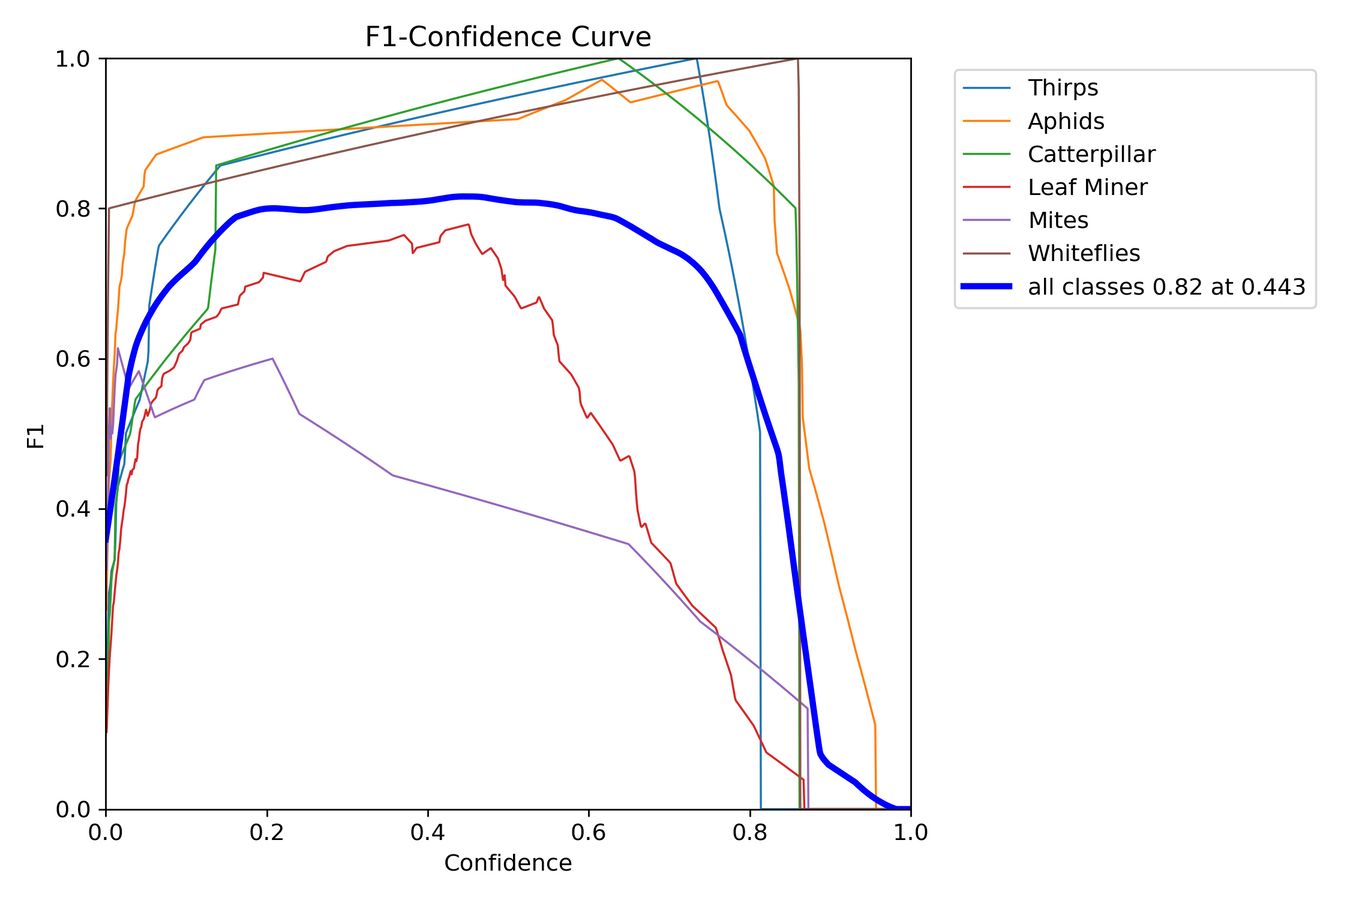 F1-Confidence Curve
1.0
0.8
0.6
0.4
0.2
0.0
F1
0.0 0.2 0.4 0.6 0.8 1.0
Confidence
Thirps
Aphids
Catterpillar
Leaf Miner
Mites
Whiteflies
all classes 0.82 at 0.443